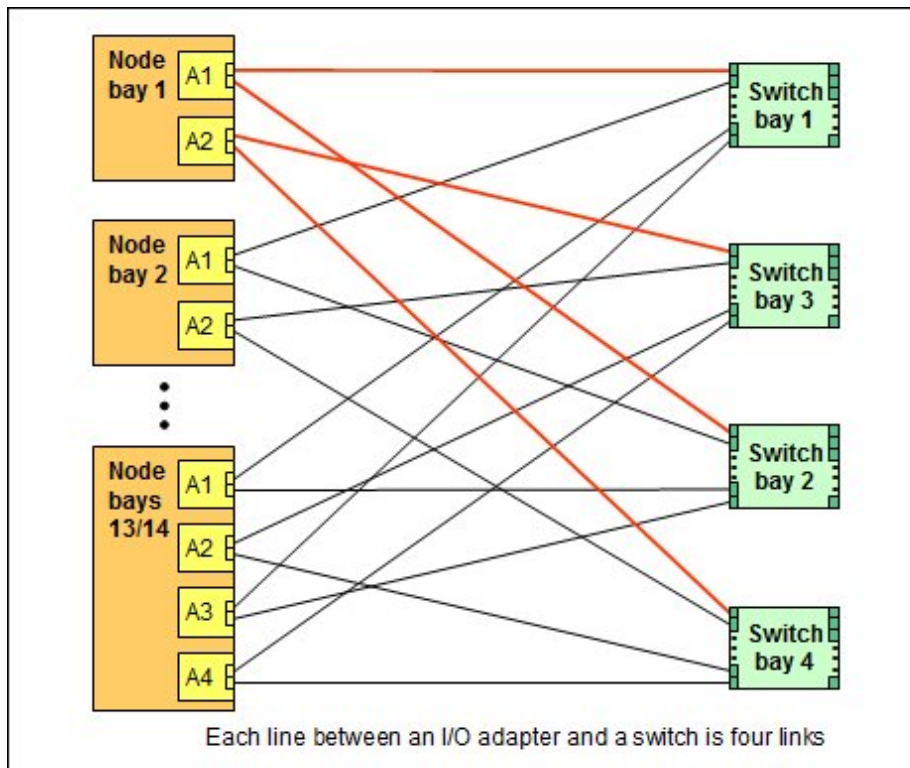 Node
bay 1
A1
A2
Node
bay 2
A1
A2
Node
bays
13/14
A1
A2
A3
A4
Switch
bay 1
Switch
bay 3
Switch
bay 2
Switch
bay 4
Each line between an I/O adapter and a switch is four links